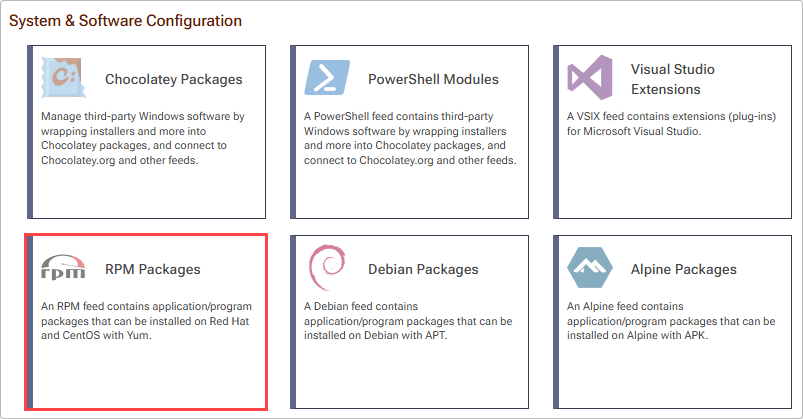 System & Software Configuration
Chocolatey Packages
Manage third-party Windows software by
wrapping installers and more into
Chocolatey packages, and connect to
Chocolatey.org and other feeds.
PowerShell Modules
A PowerShell feed contains third-party
Windows software by wrapping installers
and more into Chocolatey packages, and
connect to Chocolatey.org and other feeds.
Visual Studio
Extensions
A VSIX feed contains extensions (plug-ins)
for Microsoft Visual Studio.
rpm
RPM Packages
An RPM feed contains application/program
packages that can be installed on Red Hat
and CentOS with Yum.
Debian Packages
A Debian feed contains
application/program packages that can be
installed on Debian with APT.
Alpine Packages
An Alpine feed contains
application/program packages that can be
installed on Alpine with APK.